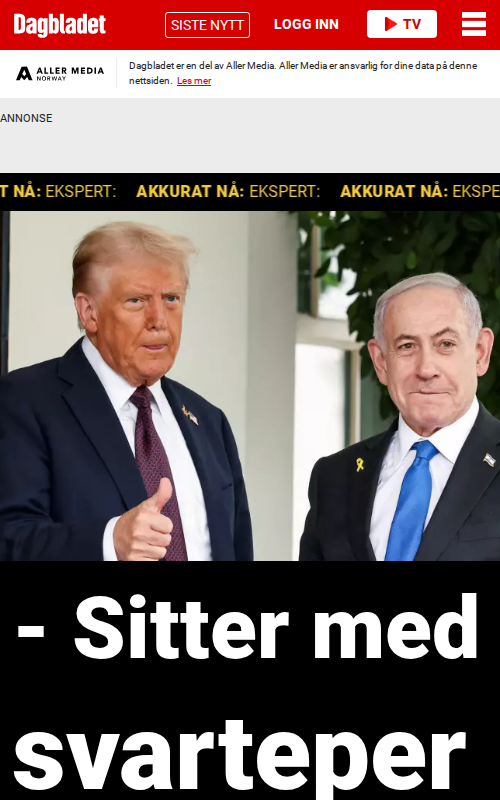 Dagbladet
SISTE NYTT
LOGG INN
TV
ALLER MEDIA
NORWAY
Dagbladet er en del av Aller Media. Aller Media er ansvarlig for dine data på denne
nettsiden. Les mer
ANNONSE
T NÅ: EKSPERT: AKKURAT NÅ: EKSPERT: AKKURAT NÅ: EKSPE
- Sitter med
svarteper